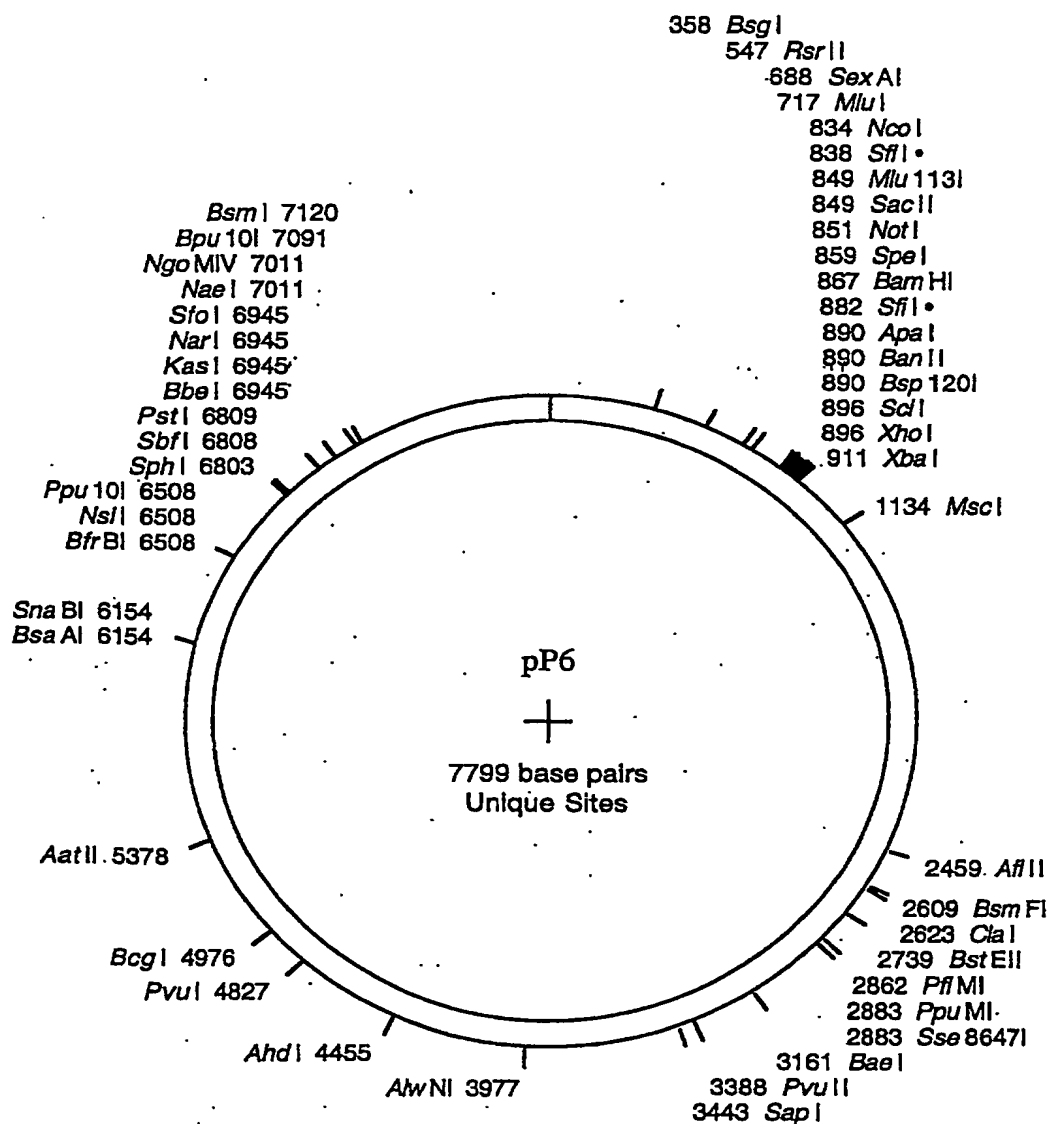 358 BsgI
547 RsrII
688 SexAI
717 MluI
834 NcoI
838 SfiI •
849 Mlu113I
849 SacII
851 NotI
859 SpeI
867 BamHI
882 SfiI •
890 ApaI
890 BanII
890 Bsp120I
896 SciI
896 XhoI
911 XbaI
1134 MscI
BsmI 7120
Bpu10I 7091
NgoMIV 7011
NaeI 7011
SfoI 6945
NarI 6945
KasI 6945
BbeI 6945
PstI 6809
SbfI 6808
SphI 6803
Ppu10I 6508
NsiI 6508
BfrBI 6508
SnaBI 6154
BsaAI 6154
pP6
7799 base pairs
Unique Sites
AatII 5378
BcgI 4976
PvuI 4827
AhdI 4455
AlwNI 3977
2459 AflII
2609 BsmFI
2623 ClaI
2739 BstEII
2862 PflMI
2883 PpuMI
2883 Sse8647I
3161 BaeI
3388 PvuII
3443 SapI